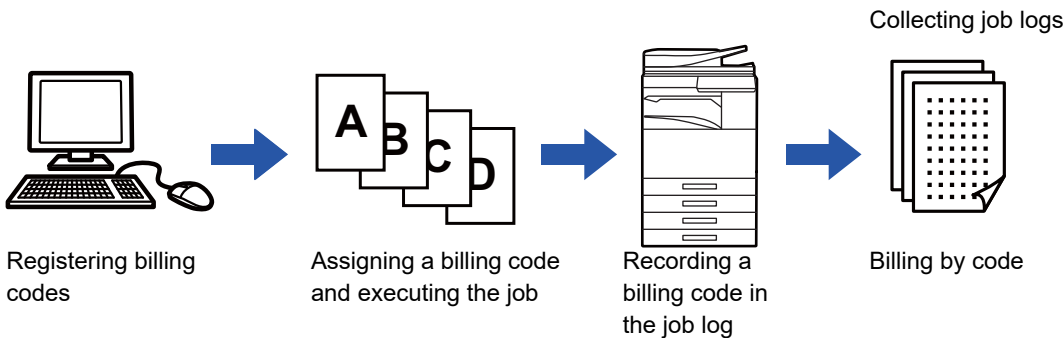 Collecting job logs
A
B
C
D
Registering billing
codes
Assigning a billing code
and executing the job
Recording a
billing code in
the job log
Billing by code